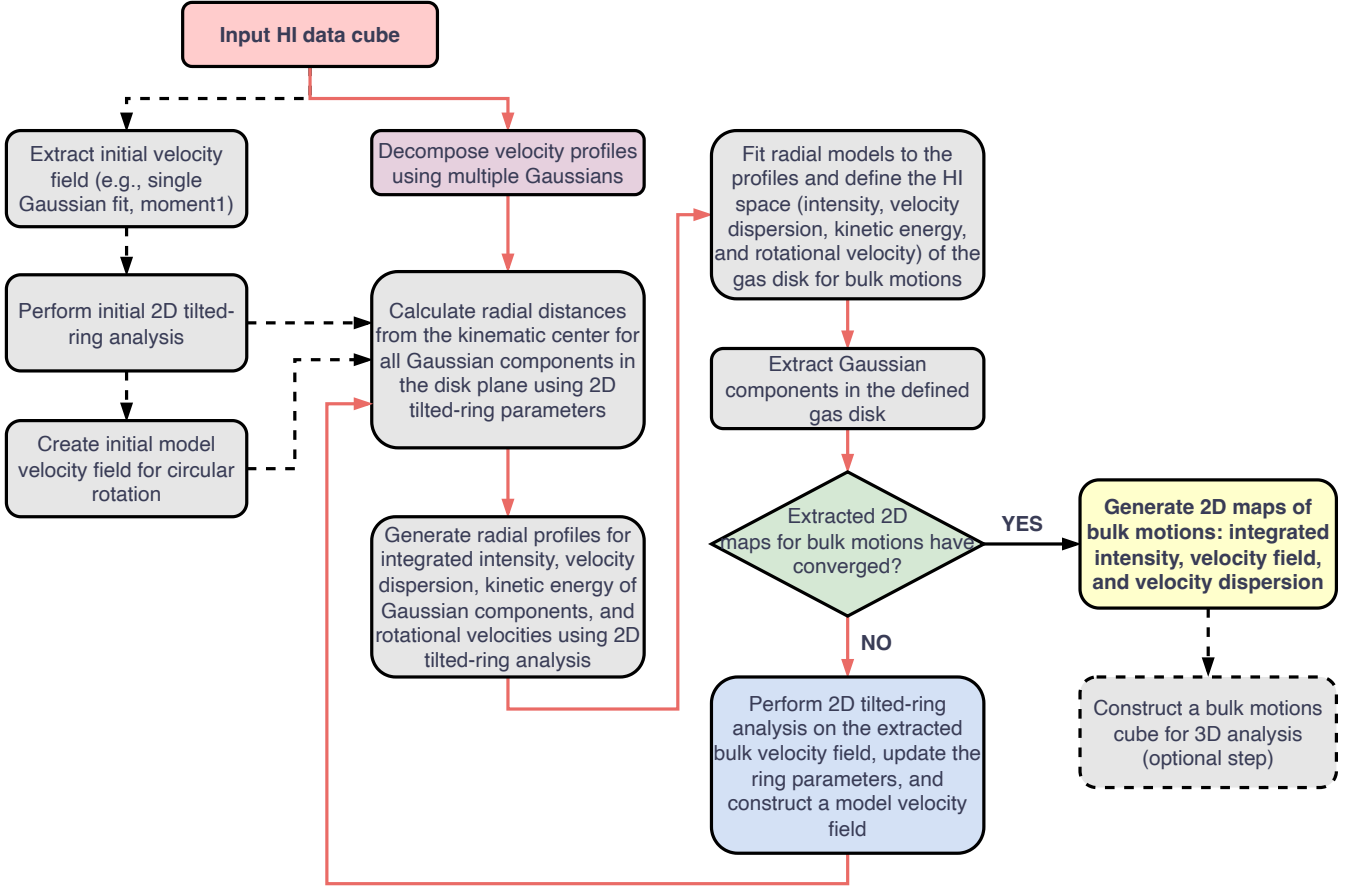 Input HI data cube
Extract initial velocity
field (e.g., single
Gaussian fit, moment1)
Perform initial 2D tilted-
ring analysis
Create initial model
velocity field for circular
rotation
Decompose velocity profiles
using multiple Gaussians
Calculate radial distances
from the kinematic center for
all Gaussian components in
the disk plane using 2D
tilted-ring parameters
Generate radial profiles for
integrated intensity, velocity
dispersion, kinetic energy of
Gaussian components, and
rotational velocities using 2D
tilted-ring analysis
Fit radial models to the
profiles and define the HI
space (intensity, velocity
dispersion, kinetic energy,
and rotational velocity) of the
gas disk for bulk motions
Extract Gaussian
components in the defined
gas disk
Extracted 2D
maps for bulk motions have
converged?
YES
NO
Perform 2D tilted-ring
analysis on the extracted
bulk velocity field, update the
ring parameters, and
construct a model velocity
field
Generate 2D maps of
bulk motions: integrated
intensity, velocity field,
and velocity dispersion
Construct a bulk motions
cube for 3D analysis
(optional step)